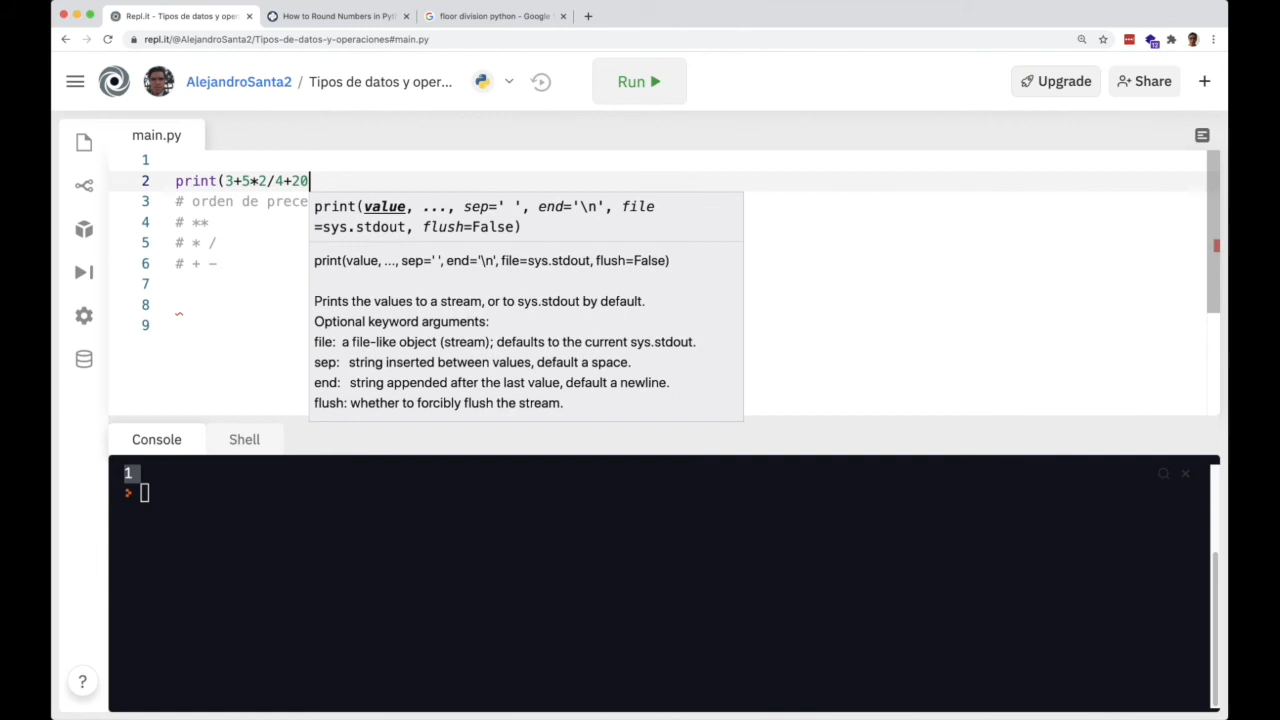 Repl.it - Tipos de datos y oper
How to Round Numbers in Pyt
floor division python - Google
repl.it/@AlejandroSanta2/Tipos-de-datos-y-operaciones#main.py
12
AlejandroSanta2 / Tipos de datos y oper...
Run
Upgrade
Share
main.py
1
2 print(3+5*2/4+20
3 # orden de prece
4 # **
5 # * /
6 # + -
7
8
9
print(value, ..., sep=' ', end='\n', file
=sys.stdout, flush=False)
print(value, ..., sep=' ', end='\n', file=sys.stdout, flush=False)
Prints the values to a stream, or to sys.stdout by default.
Optional keyword arguments:
file: a file-like object (stream); defaults to the current sys.stdout.
sep: string inserted between values, default a space.
end: string appended after the last value, default a newline.
flush: whether to forcibly flush the stream.
Console
Shell
1
?